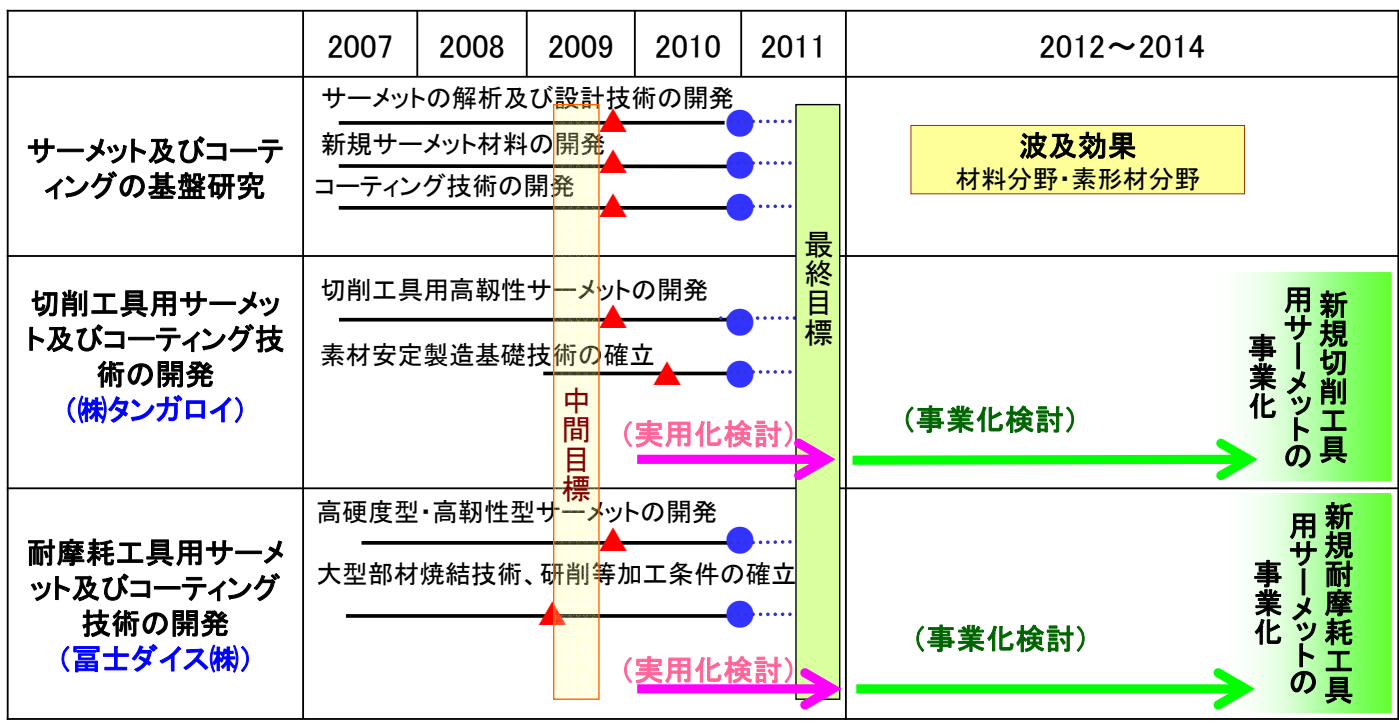 2007
2008
2009
2010
2011
2012～2014
サーメット及びコーテ
ィングの基盤研究
サーメットの解析及び設計技術の開発
新規サーメット材料の開発
コーティング技術の開発
波及効果
材料分野・素形材分野
切削工具用サーメッ
ト及びコーティング技
術の開発
（㈱タンガロイ）
切削工具用高靱性サーメットの開発
素材安定製造基礎技術の確立
（実用化検討）
（事業化検討）
新規切削工具
用サーメットの
事業化
中間目標
最終目標
耐摩耗工具用サーメ
ット及びコーティング
技術の開発
（冨士ダイス㈱）
高硬度型・高靱性型サーメットの開発
大型部材焼結技術、研削等加工条件の確立
（実用化検討）
（事業化検討）
新規耐摩耗工具
用サーメットの
事業化